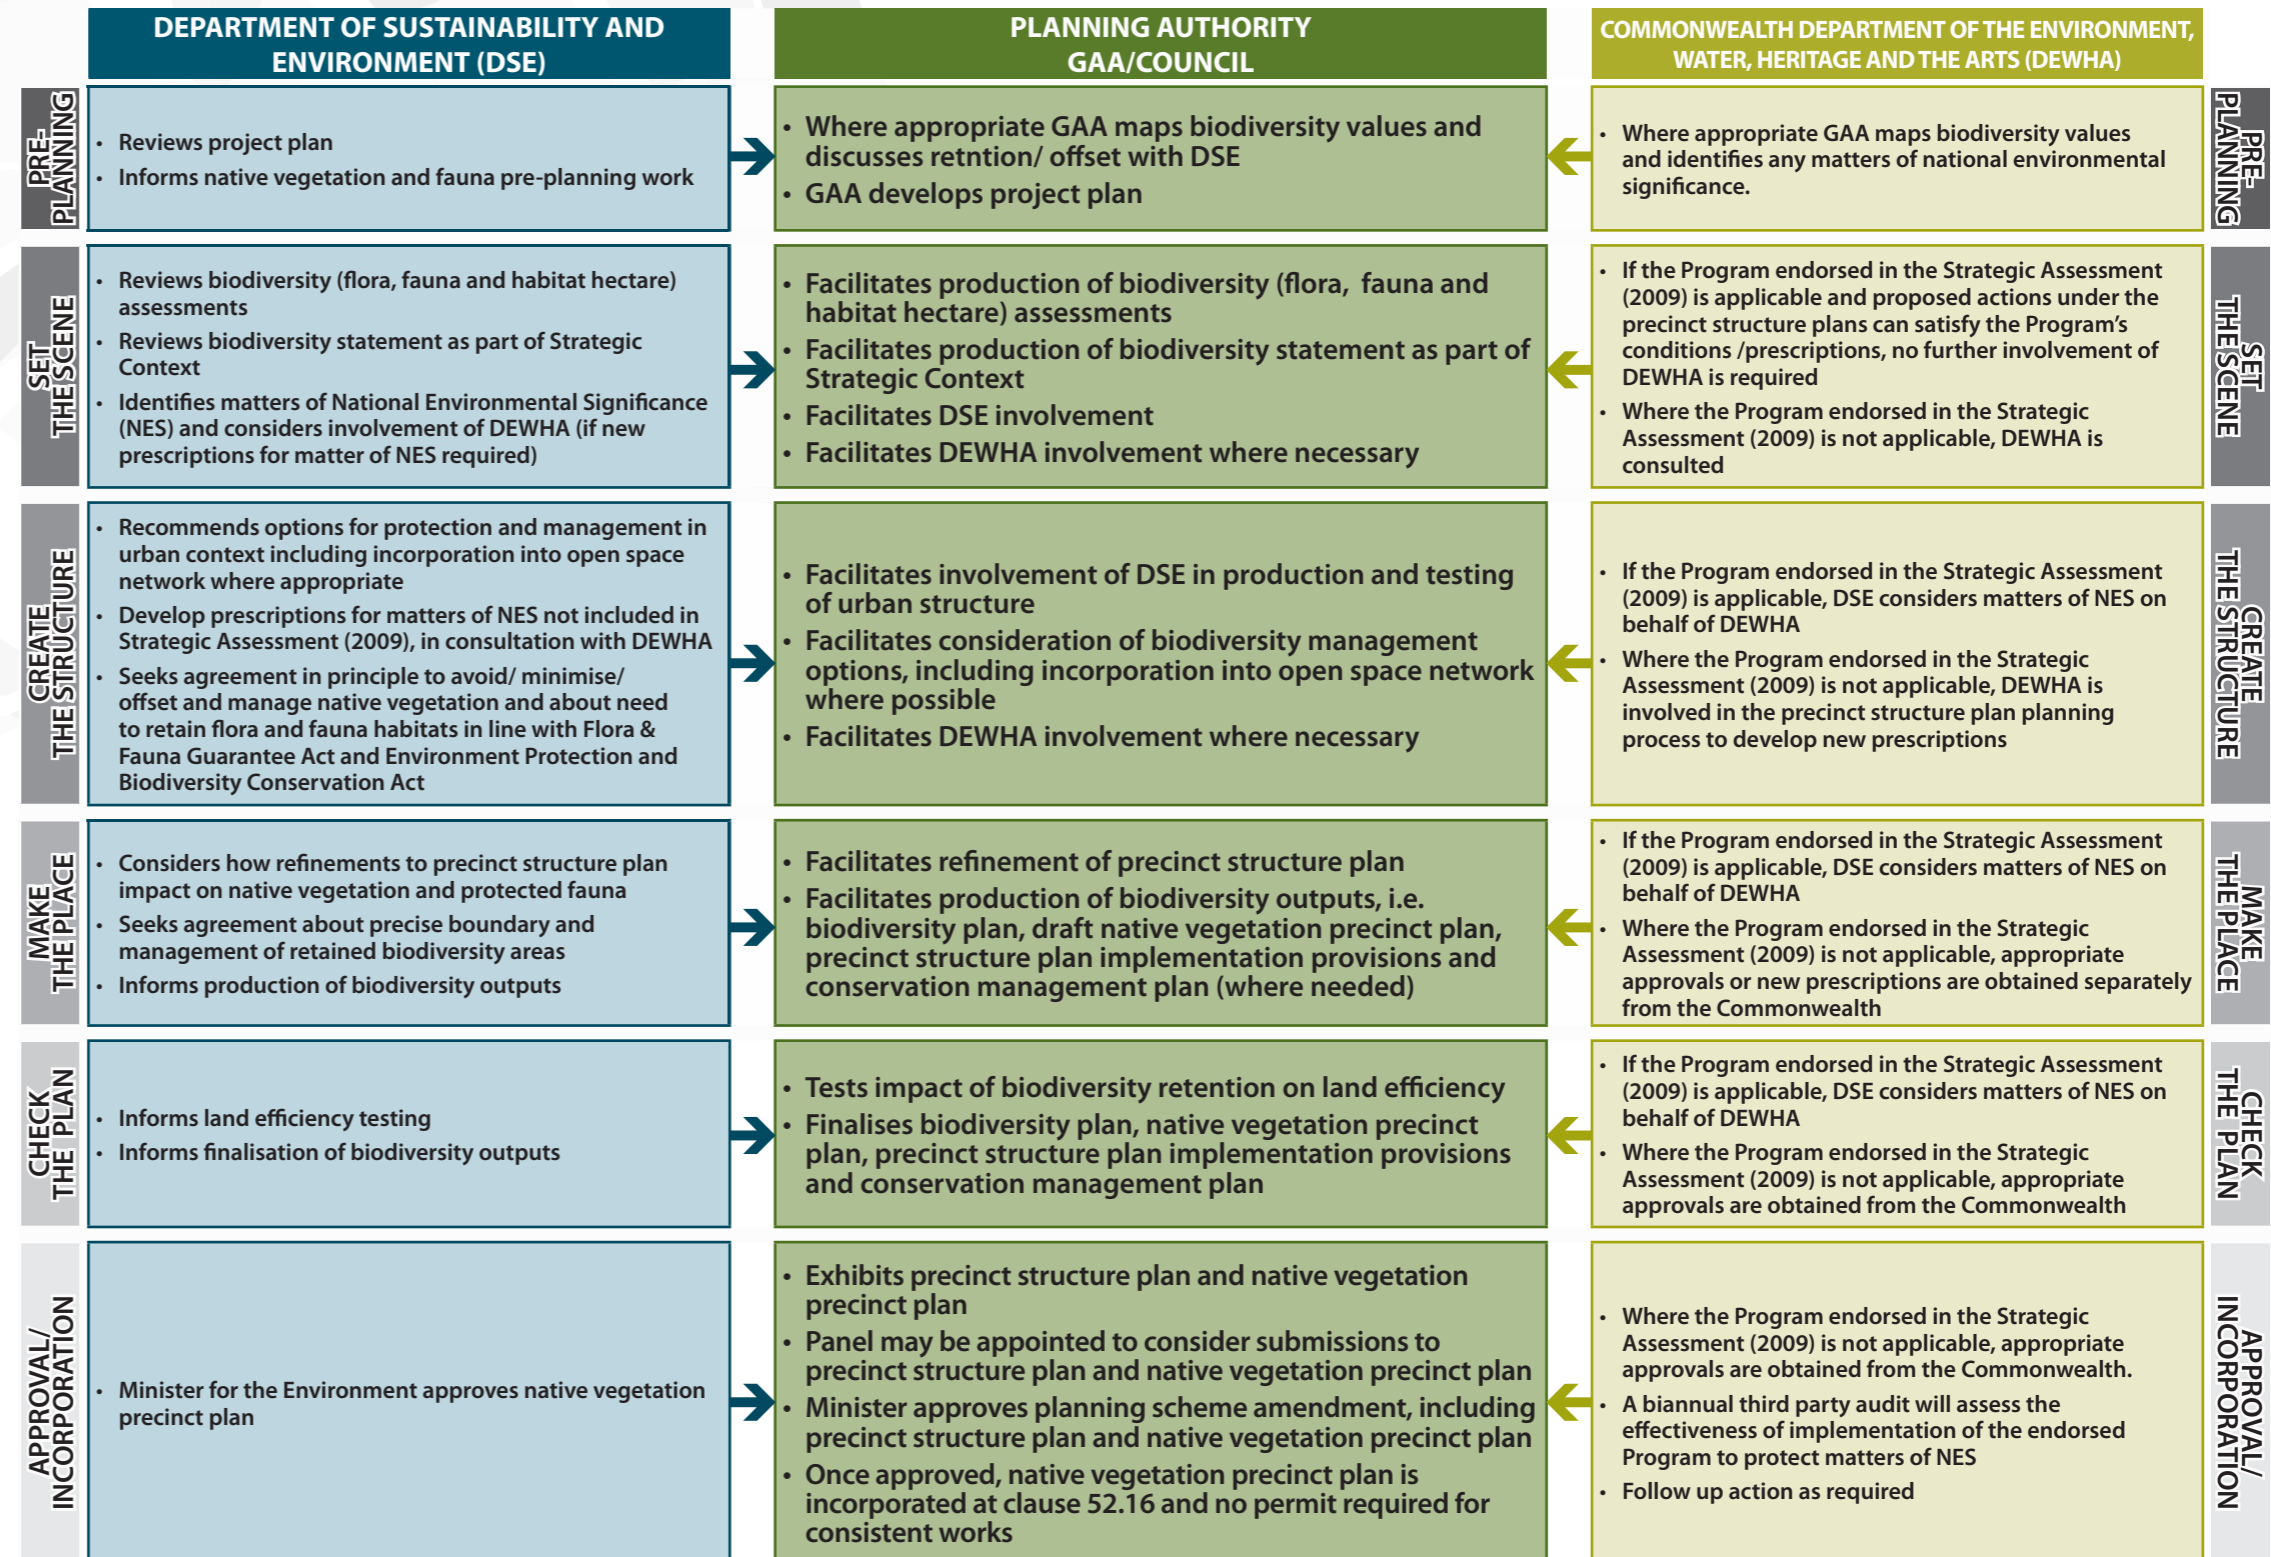 DEPARTMENT OF SUSTAINABILITY AND
ENVIRONMENT (DSE)
PLANNING AUTHORITY
GAA/COUNCIL
COMMONWEALTH DEPARTMENT OF THE ENVIRONMENT,
WATER, HERITAGE AND THE ARTS (DEWHA)
PRE-
PLANNING
• Reviews project plan
• Informs native vegetation and fauna pre-planning work
• Where appropriate GAA maps biodiversity values and
discusses retntion/ offset with DSE
• GAA develops project plan
• Where appropriate GAA maps biodiversity values
and identifies any matters of national environmental
significance.
PRE-
PLANNING
SET
THE SCENE
• Reviews biodiversity (flora, fauna and habitat hectare)
assessments
• Reviews biodiversity statement as part of Strategic
Context
• Identifies matters of National Environmental Significance
(NES) and considers involvement of DEWHA (if new
prescriptions for matter of NES required)
• Facilitates production of biodiversity (flora, fauna and
habitat hectare) assessments
• Facilitates production of biodiversity statement as part of
Strategic Context
• Facilitates DSE involvement
• Facilitates DEWHA involvement where necessary
• If the Program endorsed in the Strategic Assessment
(2009) is applicable and proposed actions under the
precinct structure plans can satisfy the Program's
conditions /prescriptions, no further involvement of
DEWHA is required
• Where the Program endorsed in the Strategic
Assessment (2009) is not applicable, DEWHA is
consulted
SET
THE SCENE
CREATE
THE STRUCTURE
• Recommends options for protection and management in
urban context including incorporation into open space
network where appropriate
• Develop prescriptions for matters of NES not included in
Strategic Assessment (2009), in consultation with DEWHA
• Seeks agreement in principle to avoid/ minimise/
offset and manage native vegetation and about need
to retain flora and fauna habitats in line with Flora &
Fauna Guarantee Act and Environment Protection and
Biodiversity Conservation Act
• Facilitates involvement of DSE in production and testing
of urban structure
• Facilitates consideration of biodiversity management
options, including incorporation into open space network
where possible
• Facilitates DEWHA involvement where necessary
• If the Program endorsed in the Strategic Assessment
(2009) is applicable, DSE considers matters of NES on
behalf of DEWHA
• Where the Program endorsed in the Strategic
Assessment (2009) is not applicable, DEWHA is
involved in the precinct structure plan planning
process to develop new prescriptions
CREATE
THE STRUCTURE
MAKE
THE PLACE
• Considers how refinements to precinct structure plan
impact on native vegetation and protected fauna
• Seeks agreement about precise boundary and
management of retained biodiversity areas
• Informs production of biodiversity outputs
• Facilitates refinement of precinct structure plan
• Facilitates production of biodiversity outputs, i.e.
biodiversity plan, draft native vegetation precinct plan,
precinct structure plan implementation provisions and
conservation management plan (where needed)
• If the Program endorsed in the Strategic Assessment
(2009) is applicable, DSE considers matters of NES on
behalf of DEWHA
• Where the Program endorsed in the Strategic
Assessment (2009) is not applicable, appropriate
approvals or new prescriptions are obtained separately
from the Commonwealth
MAKE
THE PLACE
CHECK
THE PLAN
• Informs land efficiency testing
• Informs finalisation of biodiversity outputs
• Tests impact of biodiversity retention on land efficiency
• Finalises biodiversity plan, native vegetation precinct
plan, precinct structure plan implementation provisions
and conservation management plan
• If the Program endorsed in the Strategic Assessment
(2009) is applicable, DSE considers matters of NES on
behalf of DEWHA
• Where the Program endorsed in the Strategic
Assessment (2009) is not applicable, appropriate
approvals are obtained from the Commonwealth
CHECK
THE PLAN
APPROVAL/
INCORPORATION
• Minister for the Environment approves native vegetation
precinct plan
• Exhibits precinct structure plan and native vegetation
precinct plan
• Panel may be appointed to consider submissions to
precinct structure plan and native vegetation precinct plan
• Minister approves planning scheme amendment, including
precinct structure plan and native vegetation precinct plan
• Once approved, native vegetation precinct plan is
incorporated at clause 52.16 and no permit required for
consistent works
• Where the Program endorsed in the Strategic
Assessment (2009) is not applicable, appropriate
approvals are obtained from the Commonwealth.
• A biannual third party audit will assess the
effectiveness of implementation of the endorsed
Program to protect matters of NES
• Follow up action as required
APPROVAL/
INCORPORATION